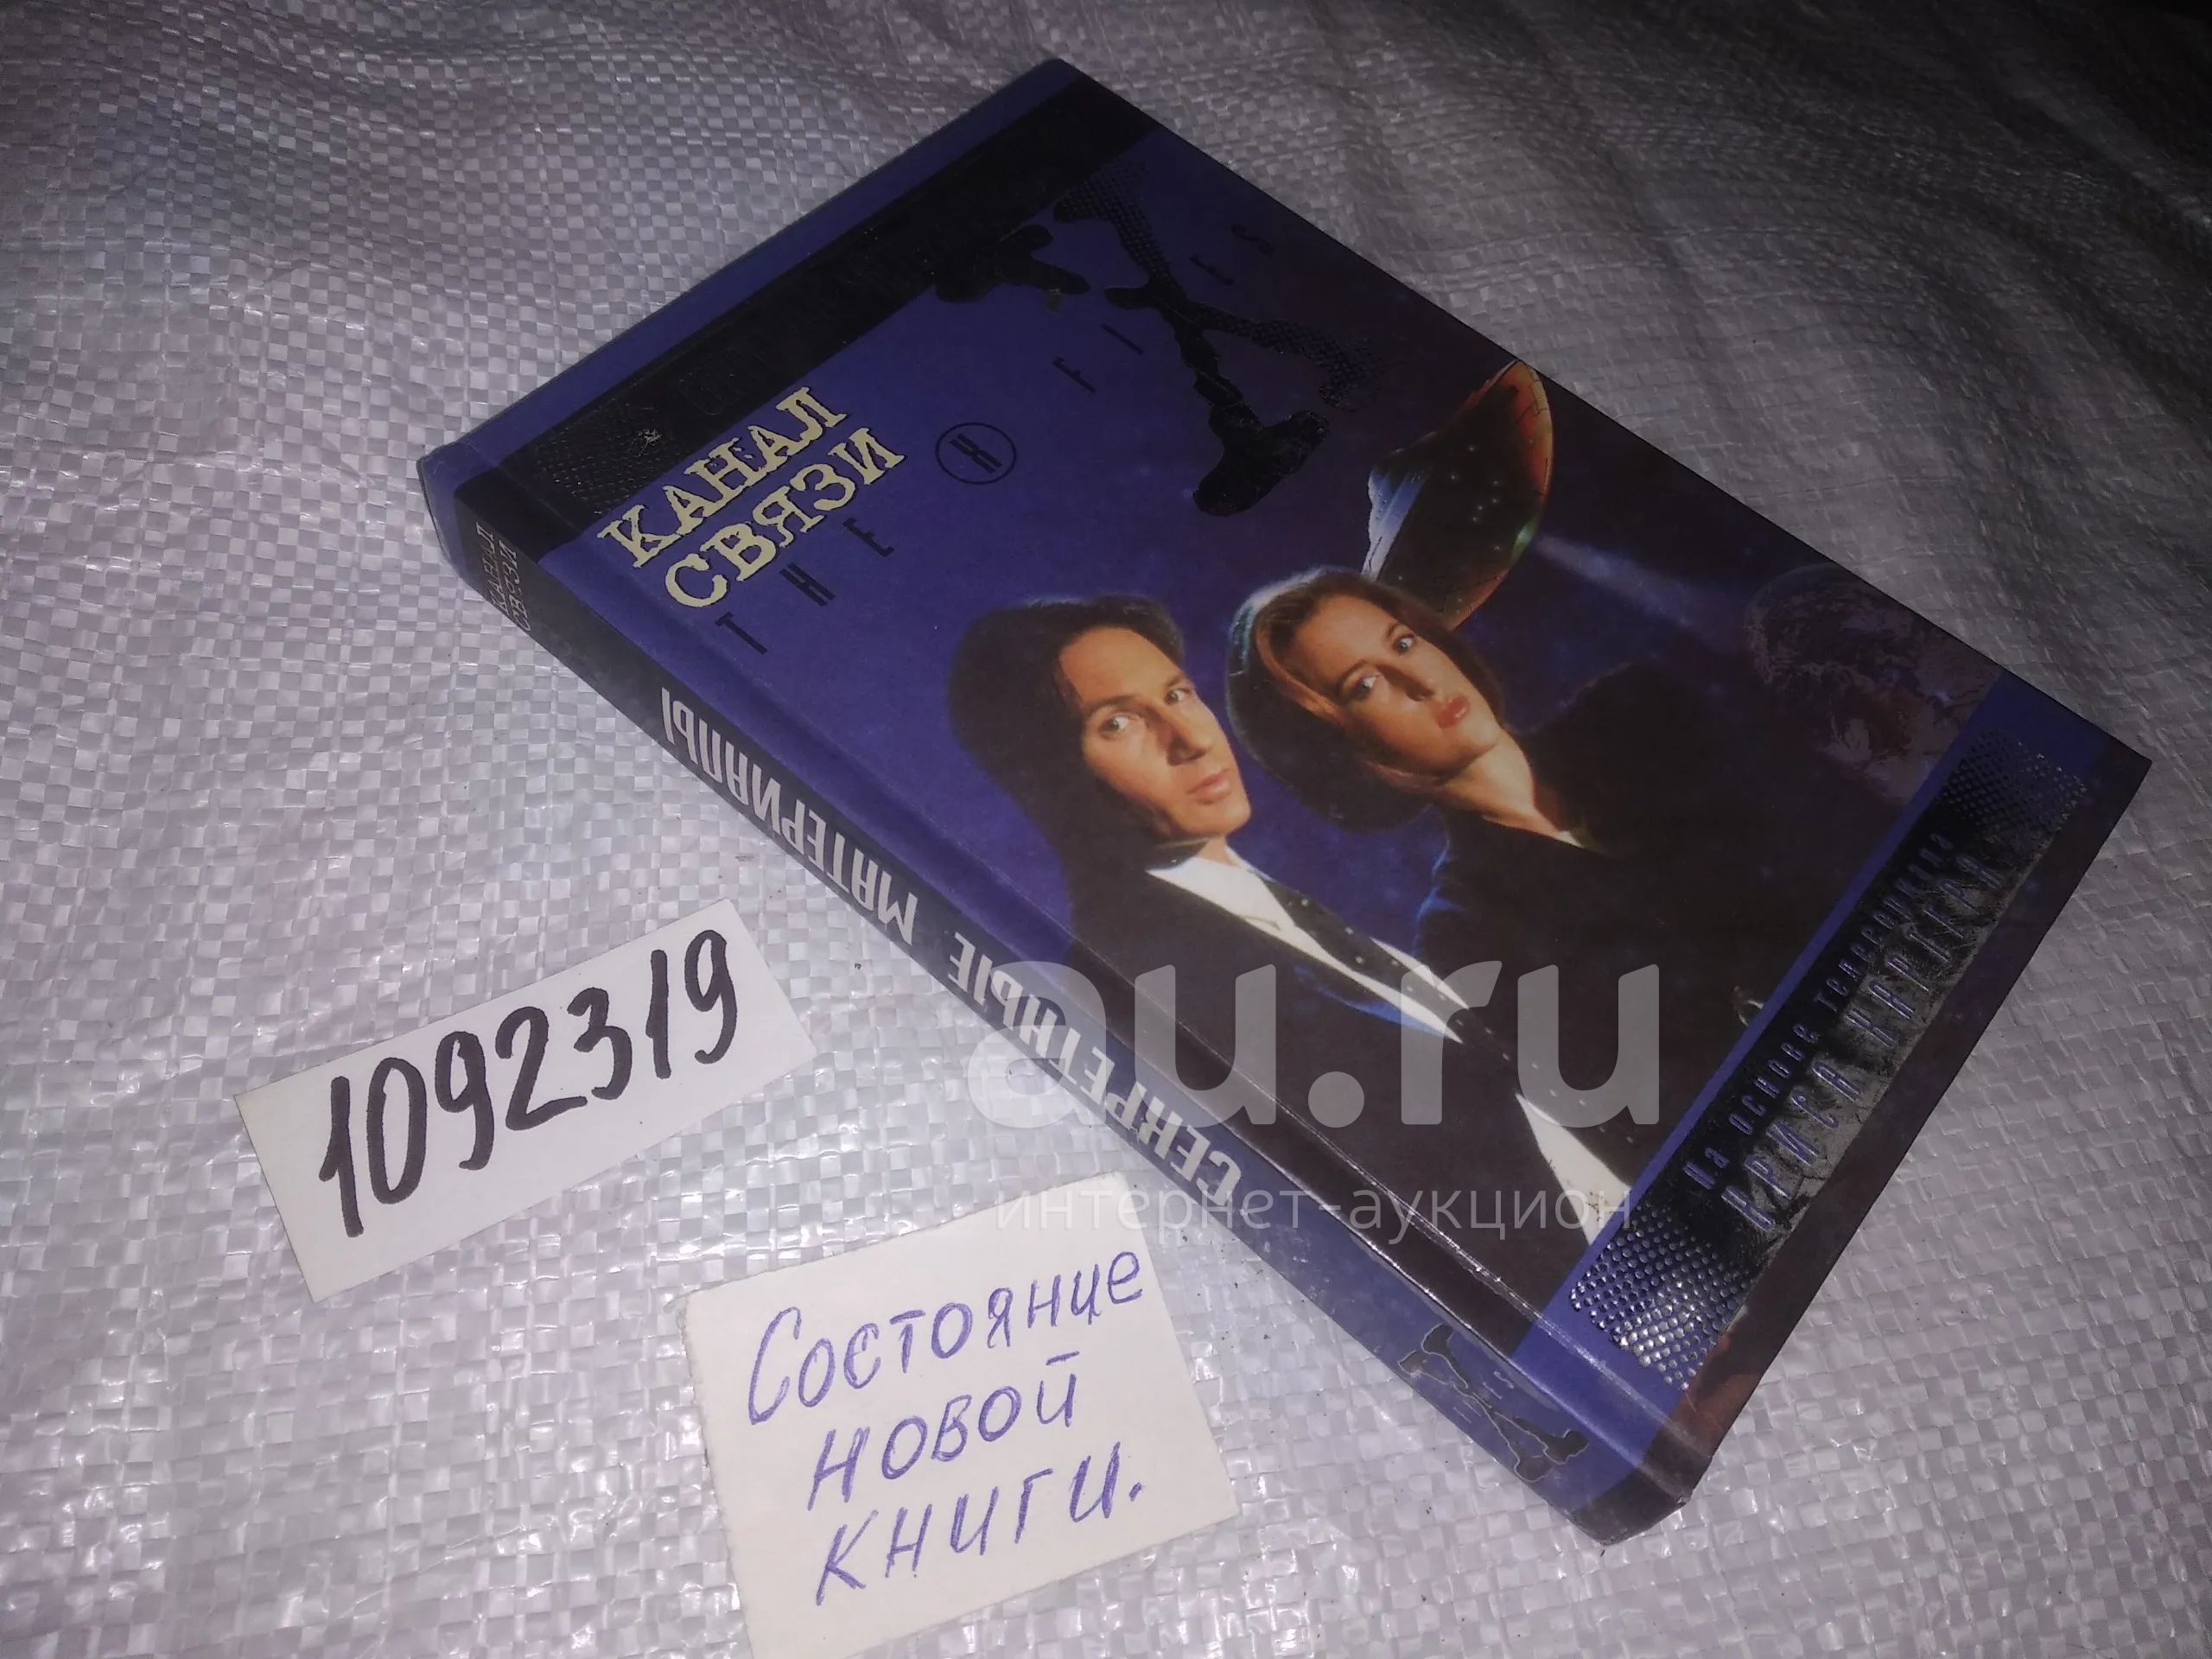 КАНАЛ
СВЯЗИ
THE
X
FILES
На основе телесериала
КРИСА КАРТЕРА
КАНАЛ
СВЯЗИ
СЕКРЕТНЫЕ МАТЕРИАЛЫ
1092319
Состояние
новой
книги.
au.ru
интернет-аукцион